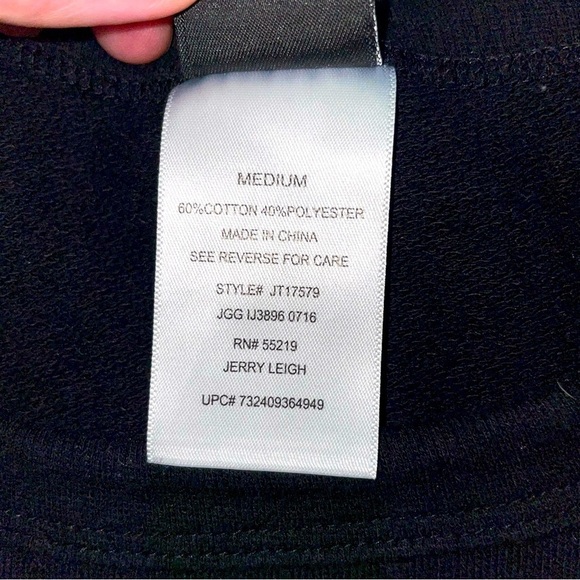 MEDIUM
60%COTTON 40%POLYESTER
MADE IN CHINA
SEE REVERSE FOR CARE
STYLE# JT17579
JGG IJ3896 0716
RN# 55219
JERRY LEIGH
UPC# 732409364949